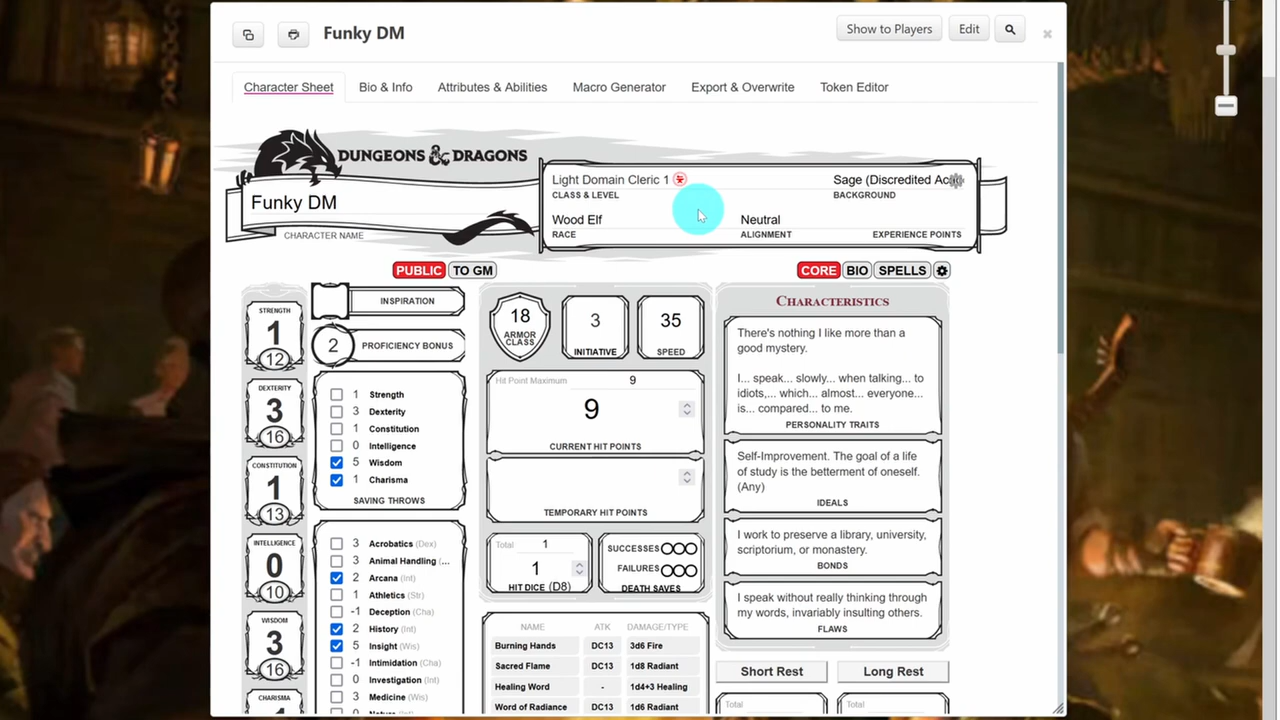 Funky DM
Show to Players
Edit
Character Sheet
Bio & Info
Attributes & Abilities
Macro Generator
Export & Overwrite
Token Editor
DUNGEONS & DRAGONS
Funky DM
CHARACTER NAME
Light Domain Cleric 1
CLASS & LEVEL
BACKGROUND
Sage (Discredited
Wood Elf
RACE
Neutral
ALIGNMENT
EXPERIENCE POINTS
PUBLIC
TO GM
CORE
BIO
SPELLS
STRENGTH
1
12
DEXTERITY
3
16
CONSTITUTION
1
13
INTELLIGENCE
0
10
WISDOM
3
16
CHARISMA
INSPIRATION
2
PROFICIENCY BONUS
1 Strength
3 Dexterity
1 Constitution
0 Intelligence
5 Wisdom
1 Charisma
SAVING THROWS
3 Acrobatics (Dex)
3 Animal Handling (...
2 Arcana (Int)
1 Athletics (Str)
-1 Deception (Cha)
2 History (Int)
5 Insight (Wis)
-1 Intimidation (Cha)
0 Investigation (Int)
3 Medicine (Wis)
18
ARMOR
CLASS
3
INITIATIVE
35
SPEED
Hit Point Maximum
9
9
CURRENT HIT POINTS
TEMPORARY HIT POINTS
Total
1
1
HIT DICE (D8)
SUCCESSES
FAILURES
DEATH SAVES
NAME ATK DAMAGE/TYPE
Burning Hands DC13 3d6 Fire
Sacred Flame DC13 1d8 Radiant
Healing Word - 1d4+3 Healing
Word of Radiance DC13 1d6 Radiant
CHARACTERISTICS
There's nothing I like more than a
good mystery.
I... speak... slowly... when talking... to
idiots,... which... almost... everyone...
is... compared... to me.
PERSONALITY TRAITS
Self-Improvement. The goal of a life
of study is the betterment of oneself.
(Any)
IDEALS
I work to preserve a library, university,
scriptorium, or monastery.
BONDS
I speak without really thinking through
my words, invariably insulting others.
FLAWS
Short Rest
Long Rest
Total
Total